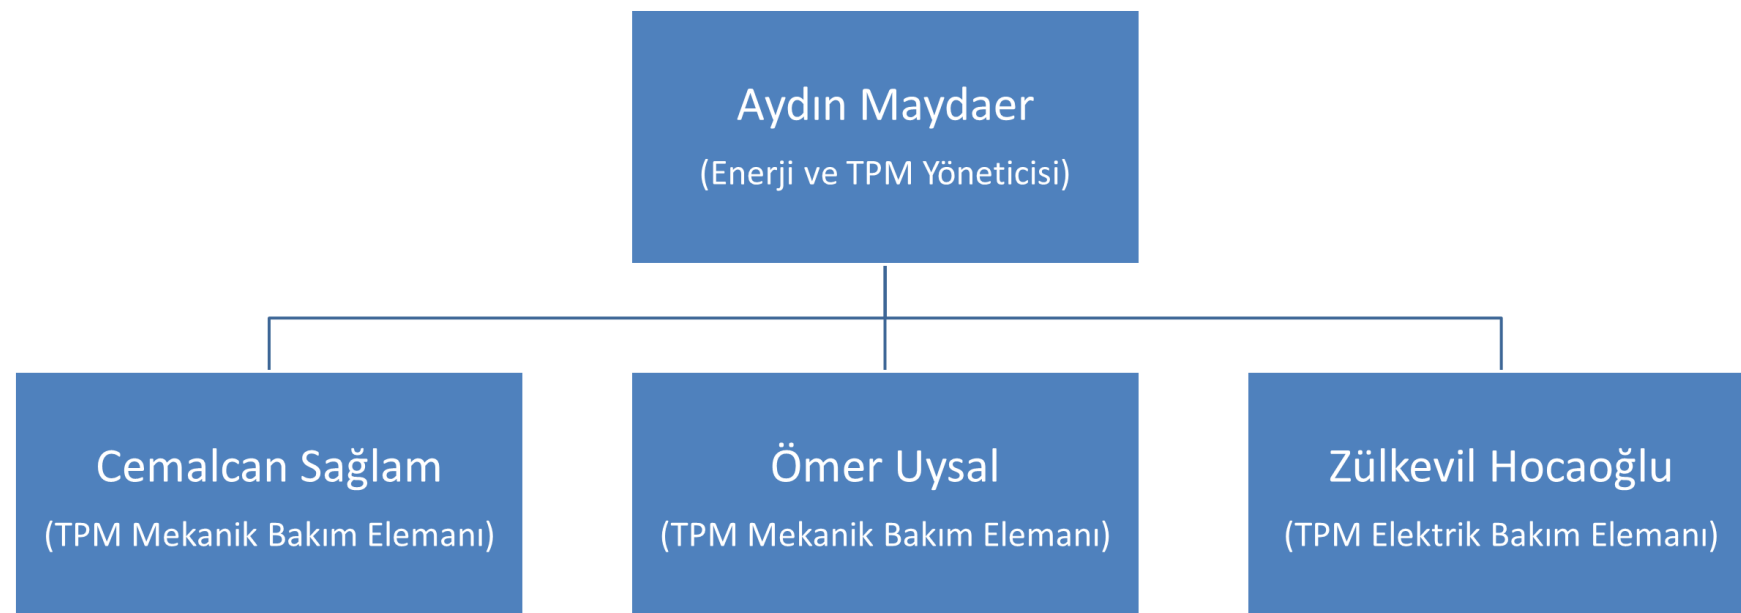 Aydın Maydaer
(Enerji ve TPM Yöneticisi)
Cemalcan Sağlam
(TPM Mekanik Bakım Elemanı)
Ömer Uysal
(TPM Mekanik Bakım Elemanı)
Zülkevil Hocaoğlu
(TPM Elektrik Bakım Elemanı)